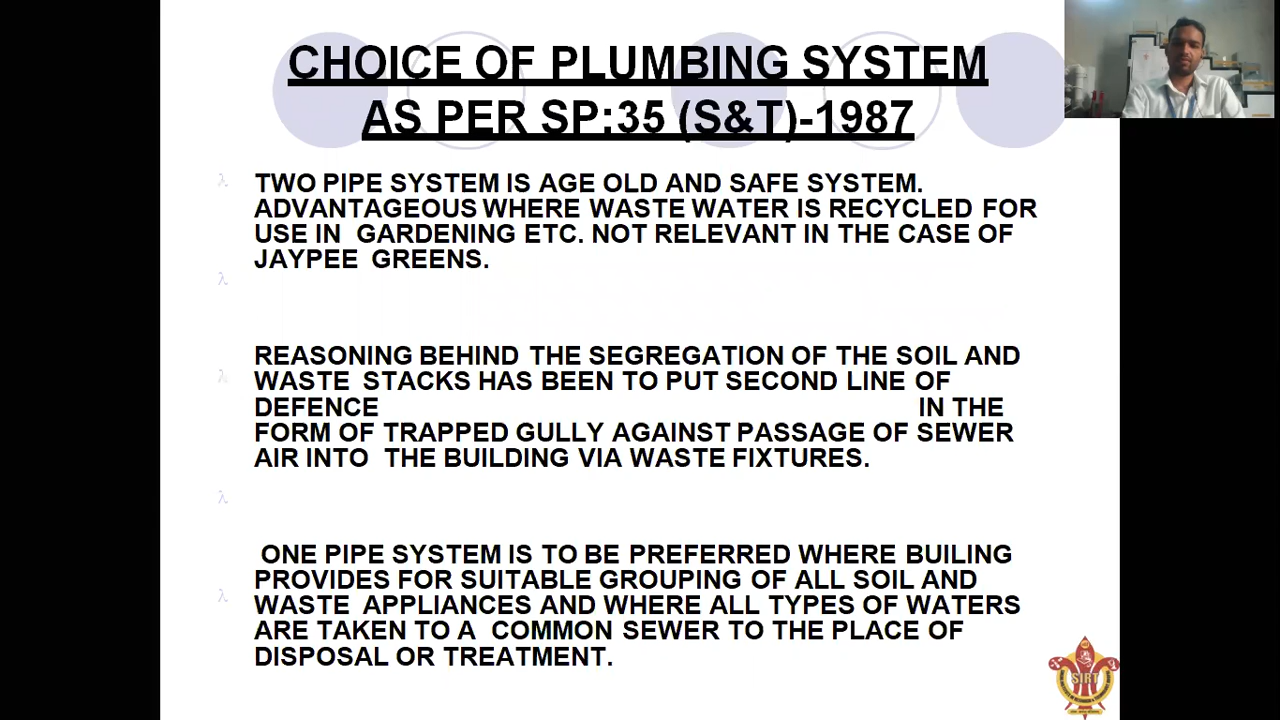 CHOICE OF PLUMBING SYSTEM
AS PER SP:35 (S&T)-1987
λ TWO PIPE SYSTEM IS AGE OLD AND SAFE SYSTEM.
ADVANTAGEOUS WHERE WASTE WATER IS RECYCLED FOR
USE IN GARDENING ETC. NOT RELEVANT IN THE CASE OF
JAYPEE GREENS.
λ
REASONING BEHIND THE SEGREGATION OF THE SOIL AND
λ WASTE STACKS HAS BEEN TO PUT SECOND LINE OF
DEFENCE IN THE
FORM OF TRAPPED GULLY AGAINST PASSAGE OF SEWER
AIR INTO THE BUILDING VIA WASTE FIXTURES.
λ
ONE PIPE SYSTEM IS TO BE PREFERRED WHERE BUILING
PROVIDES FOR SUITABLE GROUPING OF ALL SOIL AND
λ WASTE APPLIANCES AND WHERE ALL TYPES OF WATERS
ARE TAKEN TO A COMMON SEWER TO THE PLACE OF
DISPOSAL OR TREATMENT.
SIRT